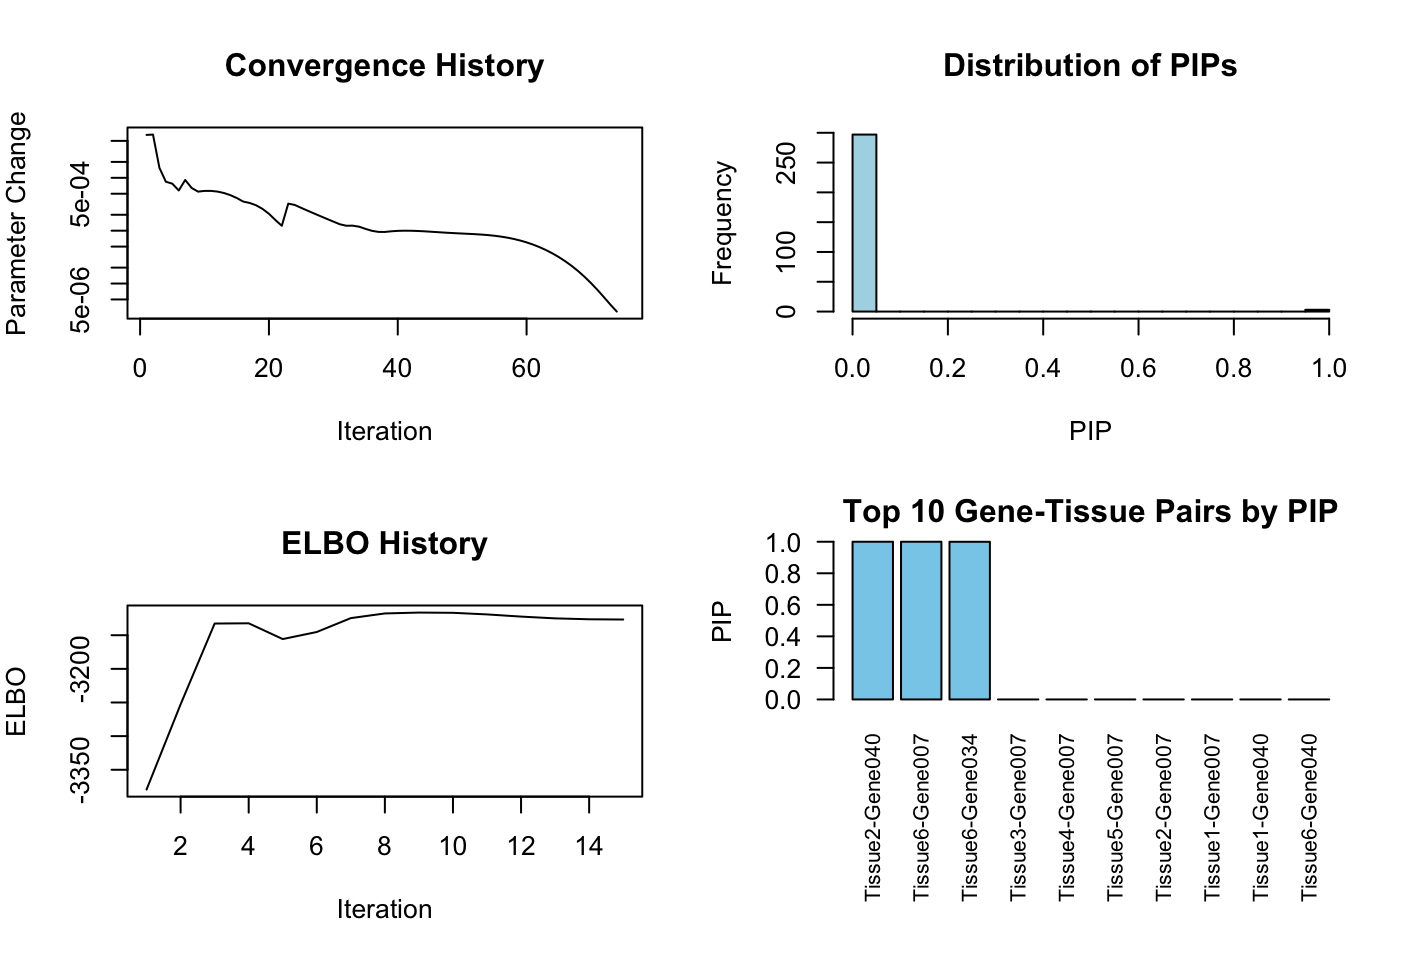 Convergence History
Parameter Change
5e-04
5e-06
0 20 40 60
Iteration
Distribution of PIPs
Frequency
250
100
0
0.0 0.2 0.4 0.6 0.8 1.0
PIP
ELBO History
ELBO
-3200
-3350
2 4 6 8 10 12 14
Iteration
Top 10 Gene-Tissue Pairs by PIP
PIP
1.0
0.8
0.6
0.4
0.2
0.0
Tissue2-Gene040
Tissue6-Gene007
Tissue6-Gene034
Tissue3-Gene007
Tissue4-Gene007
Tissue5-Gene007
Tissue2-Gene007
Tissue1-Gene007
Tissue1-Gene040
Tissue6-Gene040